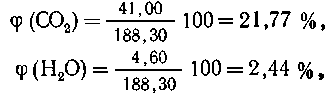 φ (CO₂) = 41,00 / 188,30 100 = 21,77 %,
φ (H₂O) = 4,60 / 188,30 100 = 2,44 %,